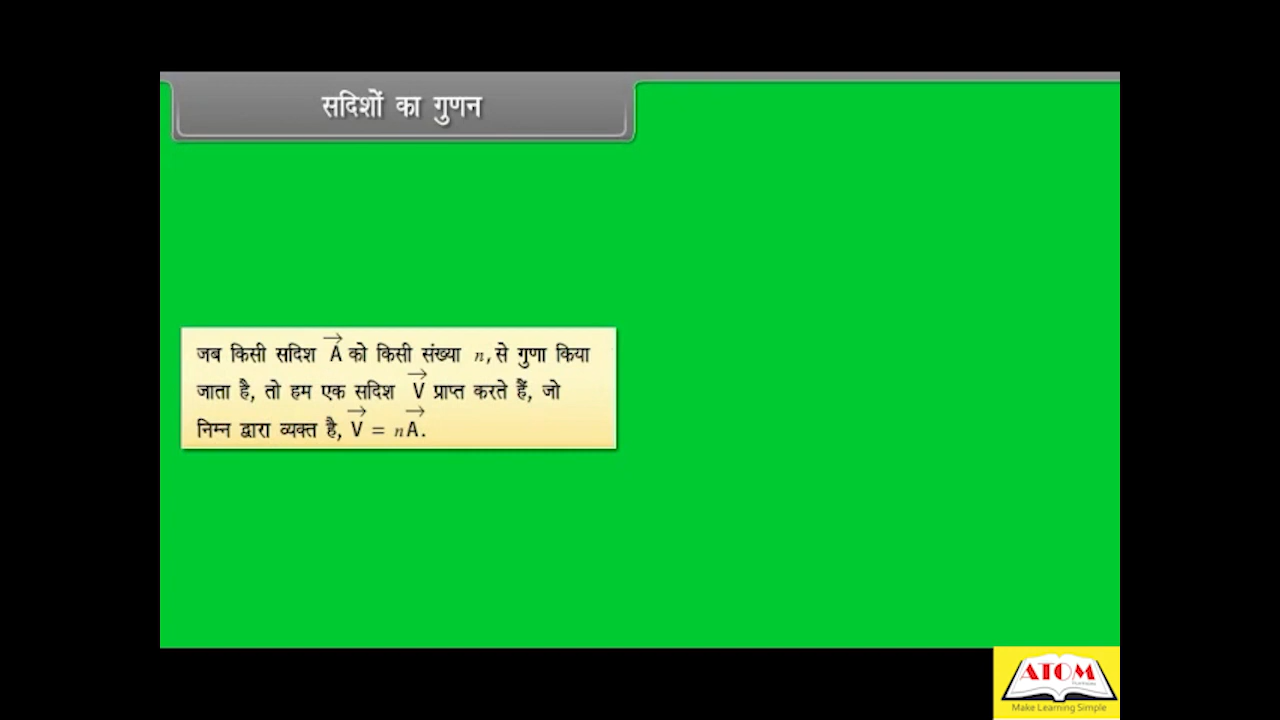 सदिशों का गुणन
जब किसी सदिश A⃗ को किसी संख्या n, से गुणा किया
जाता है, तो हम एक सदिश V⃗ प्राप्त करते हैं, जो
निम्न द्वारा व्यक्त है, V⃗ = nA⃗.
ATOM
Make Learning Simple